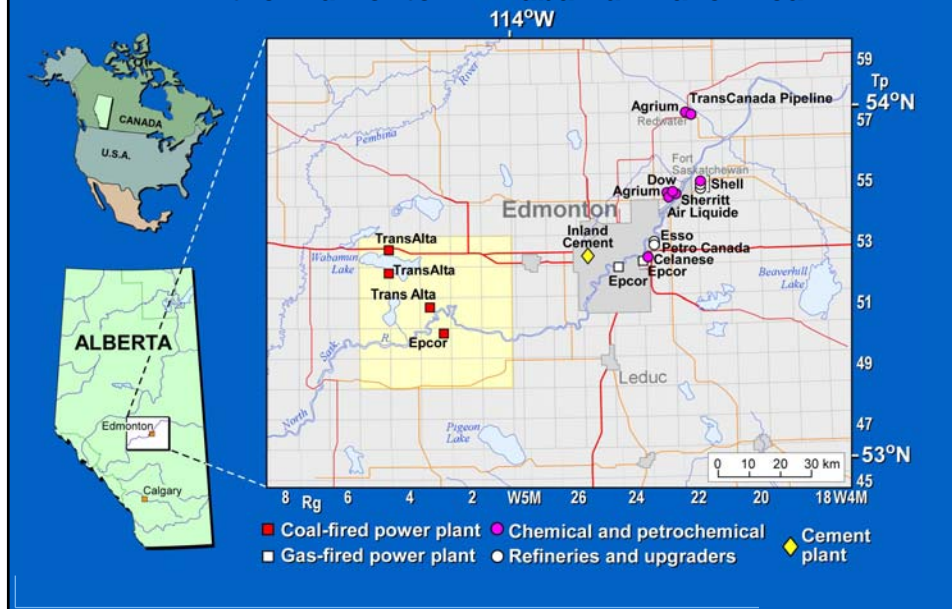 114°W
CANADA
U.S.A.
ALBERTA
Edmonton
Calgary
59
Tp
54°N
57
55
53
51
49
47
53°N
45
River
Pembina
TransCanada Pipeline
Agrium
Redwater
Fort
Saskatchewan
Dow
Shell
Agrium
Sherritt
Air Liquide
Edmonton
Inland
Cement
Esso
Petro Canada
Celanese
Epcor
Epcor
TransAlta
Wabamun
Lake
TransAlta
Trans Alta
Epcor
Beaverhill
Lake
Sask
R.
North
Leduc
Pigeon
Lake
0 10 20 30 km
8 Rg 6 4 2 W5M 26 24 22 20 18 W4M
Coal-fired power plant
Chemical and petrochemical
Cement
plant
Gas-fired power plant
Refineries and upgraders